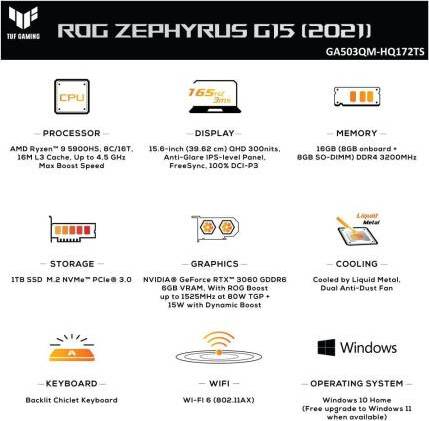 TUF GAMING
ROG ZEPHYRUS G15 (2021)
GA503QM-HQ172TS
CPU
165Hz
3ms
Liquid
Metal
PROCESSOR
DISPLAY
MEMORY
AMD Ryzen™ 9 5900HS, 8C/16T,
16M L3 Cache, Up to 4.5 GHz
Max Boost Speed
15.6-inch (39.62 cm) QHD 300nits,
Anti-Glare IPS-level Panel,
FreeSync, 100% DCI-P3
16GB (8GB onboard +
8GB SO-DIMM) DDR4 3200MHz
STORAGE
GRAPHICS
COOLING
1TB SSD M.2 NVMe™ PCIe® 3.0
NVIDIA® GeForce RTX™ 3060 GDDR6
6GB VRAM, With ROG Boost
up to 1525MHz at 80W TGP +
15W with Dynamic Boost
Cooled by Liquid Metal,
Dual Anti-Dust Fan
Windows
KEYBOARD
WIFI
OPERATING SYSTEM
Backlit Chiclet Keyboard
WI-FI 6 (802.11AX)
Windows 10 Home
(Free upgrade to Windows 11
when available)